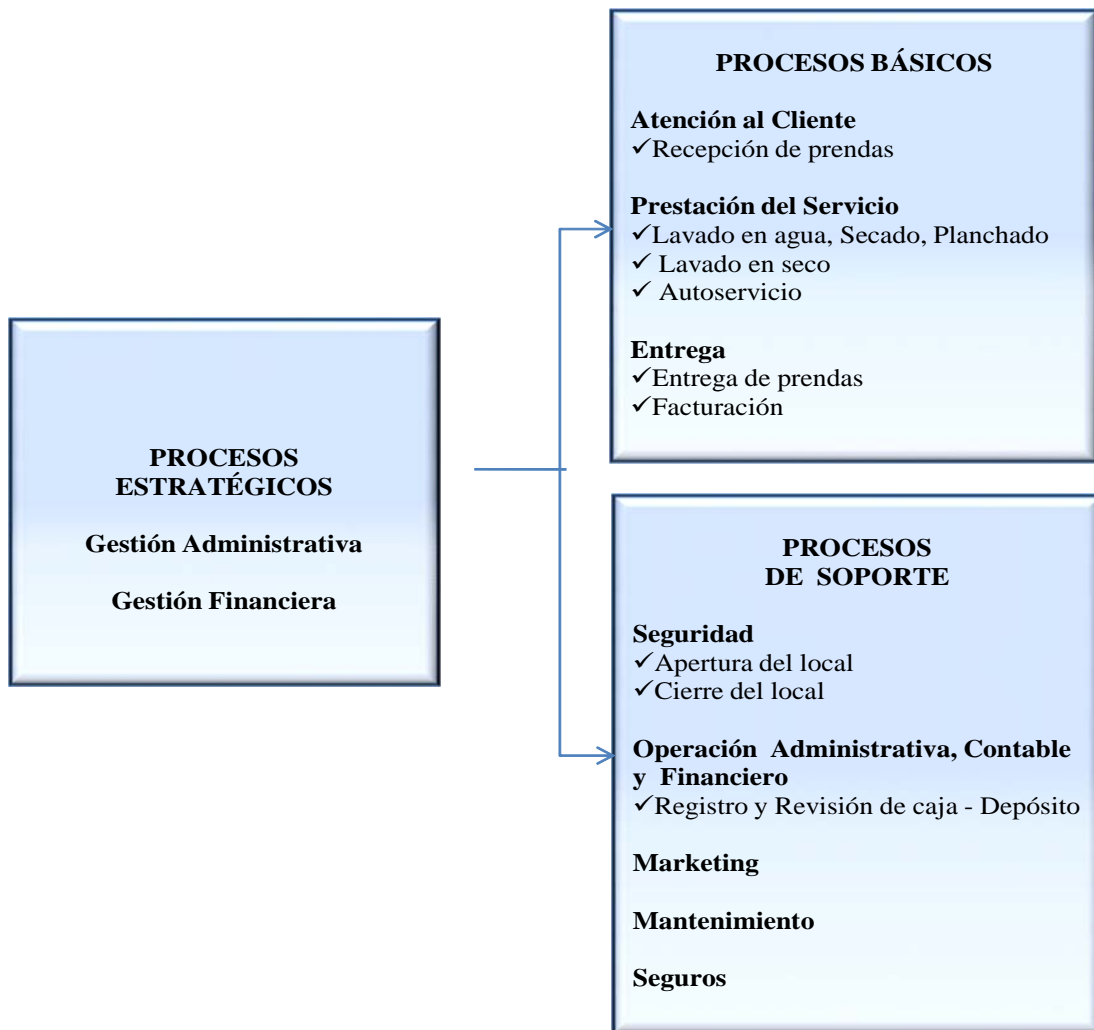 PROCESOS
ESTRATÉGICOS
Gestión Administrativa
Gestión Financiera
PROCESOS BÁSICOS
Atención al Cliente
✓Recepción de prendas
Prestación del Servicio
✓Lavado en agua, Secado, Planchado
✓ Lavado en seco
✓ Autoservicio
Entrega
✓Entrega de prendas
✓Facturación
PROCESOS
DE SOPORTE
Seguridad
✓Apertura del local
✓Cierre del local
Operación Administrativa, Contable
y Financiero
✓Registro y Revisión de caja - Depósito
Marketing
Mantenimiento
Seguros